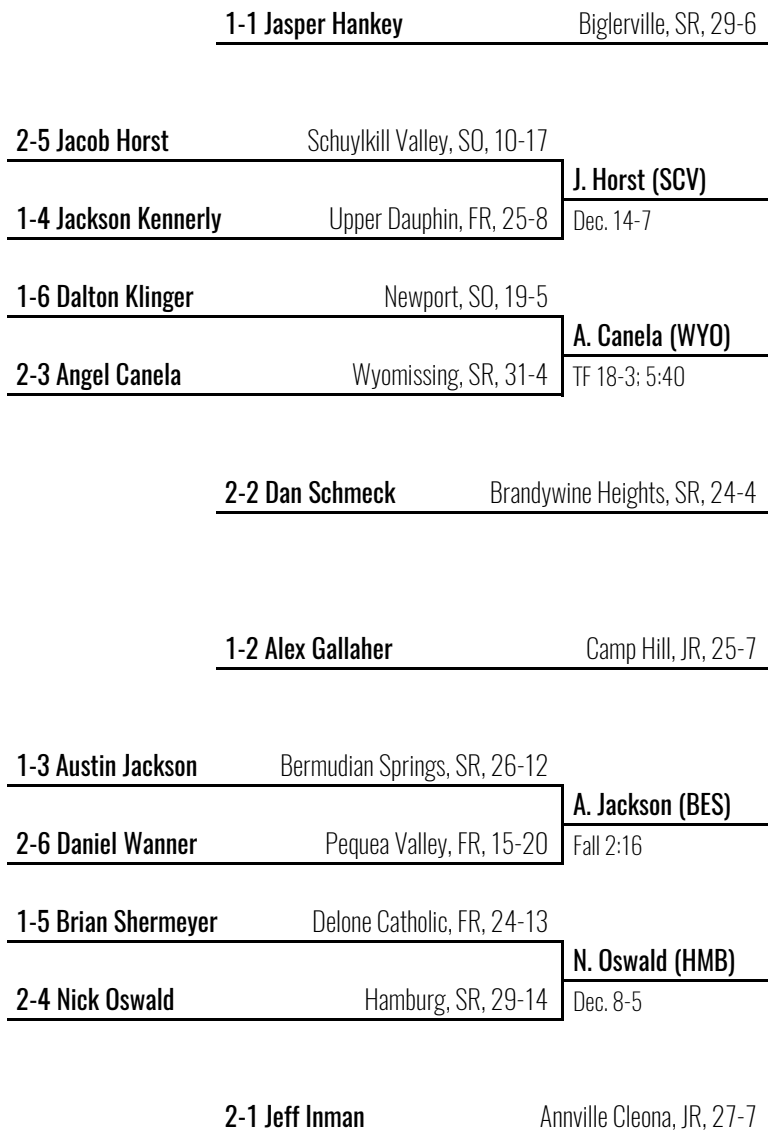 1-1 Jasper Hankey Biglerville, SR, 29-6
2-5 Jacob Horst Schuylkill Valley, SO, 10-17
J. Horst (SCV)
1-4 Jackson Kennerly Upper Dauphin, FR, 25-8 Dec. 14-7
1-6 Dalton Klinger Newport, SO, 19-5
A. Canela (WYO)
2-3 Angel Canela Wyomissing, SR, 31-4 TF 18-3; 5:40
2-2 Dan Schmeck Brandywine Heights, SR, 24-4
1-2 Alex Gallaher Camp Hill, JR, 25-7
1-3 Austin Jackson Bermudian Springs, SR, 26-12
A. Jackson (BES)
2-6 Daniel Wanner Pequea Valley, FR, 15-20 Fall 2:16
1-5 Brian Shermeyer Delone Catholic, FR, 24-13
N. Oswald (HMB)
2-4 Nick Oswald Hamburg, SR, 29-14 Dec. 8-5
2-1 Jeff Inman Annville Cleona, JR, 27-7